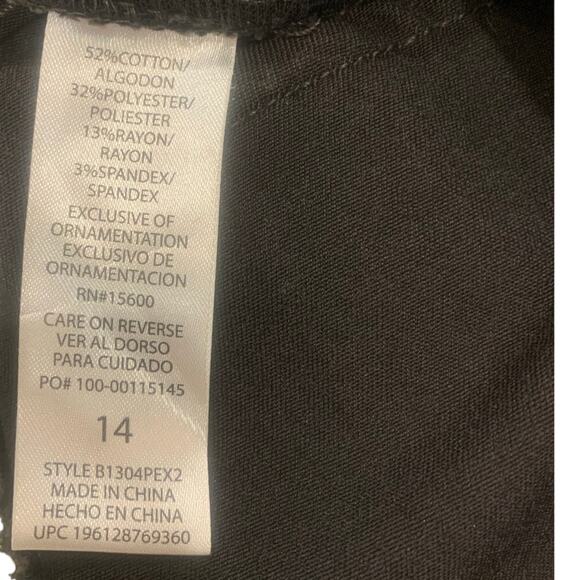 52%COTTON/
ALGODON
32%POLYESTER/
POLIESTER
13%RAYON/
RAYON
3%SPANDEX/
SPANDEX
EXCLUSIVE OF
ORNAMENTATION
EXCLUSIVO DE
ORNAMENTACION
RN#15600
CARE ON REVERSE
VER AL DORSO
PARA CUIDADO
PO# 100-00115145
14
STYLE B1304PEX2
MADE IN CHINA
HECHO EN CHINA
UPC 196128769360